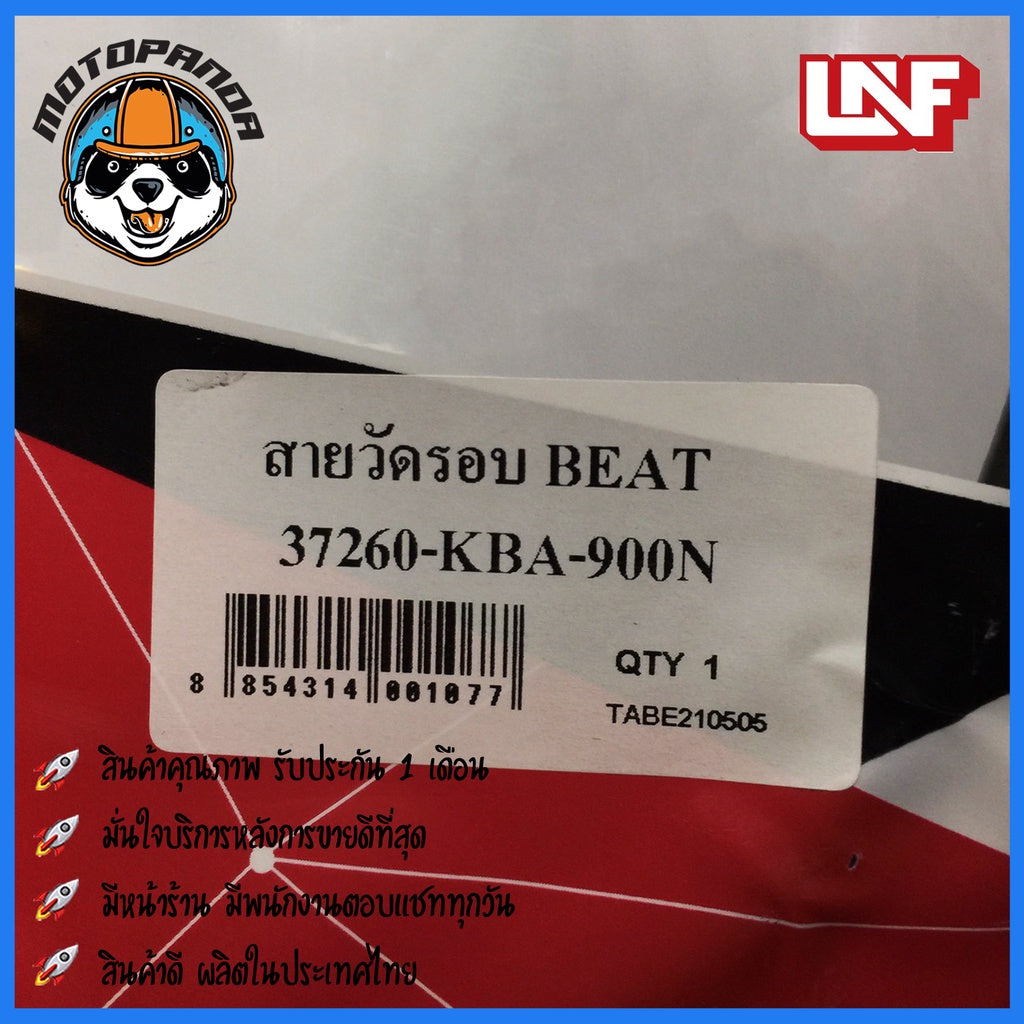 MOTOPANDA
UNF
สายวัดรอบ BEAT
37260-KBA-900N
8 854314 001077
QTY 1
TABE210505
สินค้าคุณภาพ รับประกัน 1 เดือน
มั่นใจบริการหลังการขายดีที่สุด
มีหน้าร้าน มีพนักงานตอบแชททุกวัน
สินค้าดี ผลิตในประเทศไทย